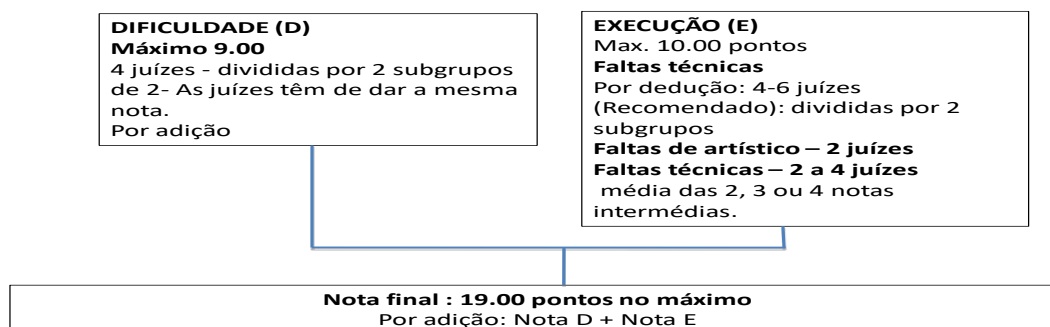 DIFICULDADE (D)
Máximo 9.00
4 juízes - divididas por 2 subgrupos
de 2- As juízes têm de dar a mesma
nota.
Por adição
EXECUÇÃO (E)
Max. 10.00 pontos
Faltas técnicas
Por dedução: 4-6 juízes
(Recomendado): divididas por 2
subgrupos
Faltas de artístico – 2 juízes
Faltas técnicas – 2 a 4 juízes
média das 2, 3 ou 4 notas
intermédias.
Nota final : 19.00 pontos no máximo
Por adição: Nota D + Nota E